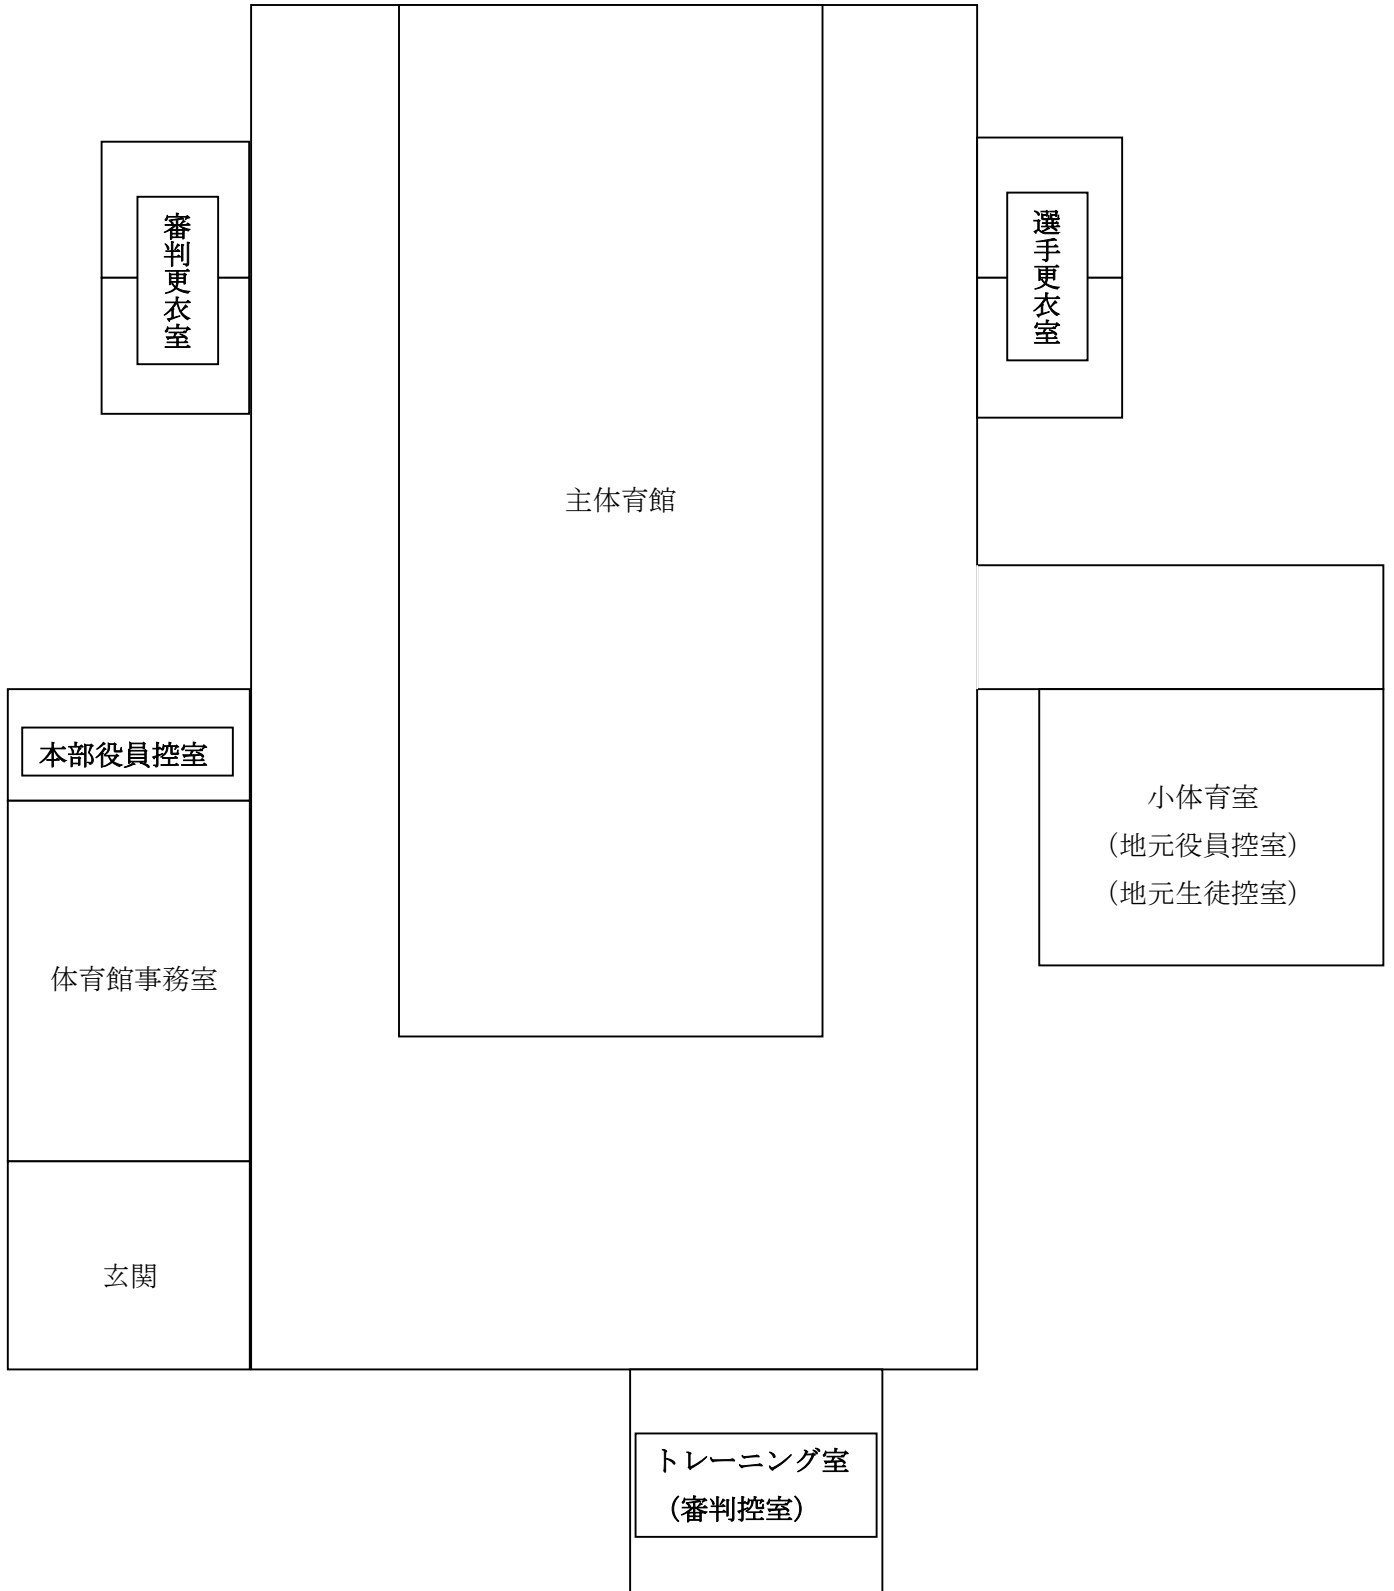 審判更衣室
選手更衣室
主体育館
本部役員控室
小体育室
（地元役員控室）
（地元生徒控室）
体育館事務室
玄関
トレーニング室
（審判控室）